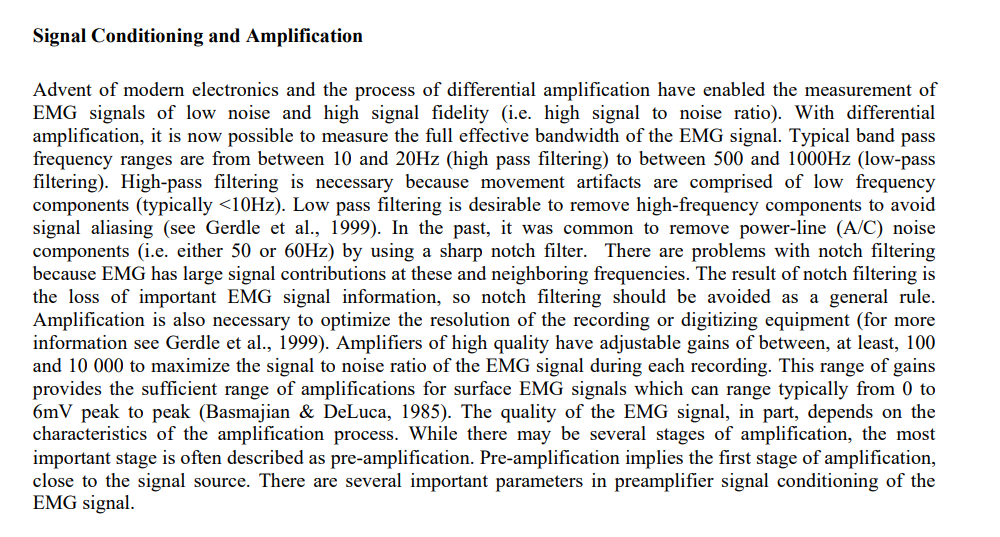 Signal Conditioning and Amplification
Advent of modern electronics and the process of differential amplification have enabled the measurement of
EMG signals of low noise and high signal fidelity (i.e. high signal to noise ratio). With differential
amplification, it is now possible to measure the full effective bandwidth of the EMG signal. Typical band pass
frequency ranges are from between 10 and 20Hz (high pass filtering) to between 500 and 1000Hz (low-pass
filtering). High-pass filtering is necessary because movement artifacts are comprised of low frequency
components (typically <10Hz). Low pass filtering is desirable to remove high-frequency components to avoid
signal aliasing (see Gerdle et al., 1999). In the past, it was common to remove power-line (A/C) noise
components (i.e. either 50 or 60Hz) by using a sharp notch filter. There are problems with notch filtering
because EMG has large signal contributions at these and neighboring frequencies. The result of notch filtering is
the loss of important EMG signal information, so notch filtering should be avoided as a general rule.
Amplification is also necessary to optimize the resolution of the recording or digitizing equipment (for more
information see Gerdle et al., 1999). Amplifiers of high quality have adjustable gains of between, at least, 100
and 10 000 to maximize the signal to noise ratio of the EMG signal during each recording. This range of gains
provides the sufficient range of amplifications for surface EMG signals which can range typically from 0 to
6mV peak to peak (Basmajian & DeLuca, 1985). The quality of the EMG signal, in part, depends on the
characteristics of the amplification process. While there may be several stages of amplification, the most
important stage is often described as pre-amplification. Pre-amplification implies the first stage of amplification,
close to the signal source. There are several important parameters in preamplifier signal conditioning of the
EMG signal.